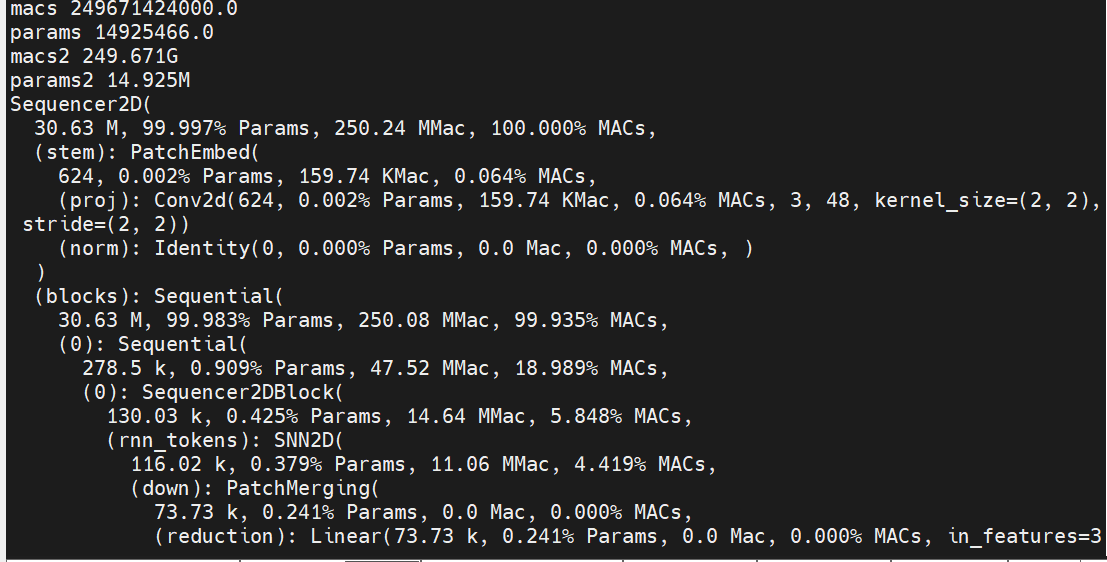 macs 249671424000.0
params 14925466.0
macs2 249.671G
params2 14.925M
Sequencer2D(
  30.63 M, 99.997% Params, 250.24 MMac, 100.000% MACs,
  (stem): PatchEmbed(
    624, 0.002% Params, 159.74 KMac, 0.064% MACs,
    (proj): Conv2d(624, 0.002% Params, 159.74 KMac, 0.064% MACs, 3, 48, kernel_size=(2, 2),
 stride=(2, 2))
    (norm): Identity(0, 0.000% Params, 0.0 Mac, 0.000% MACs, )
  )
  (blocks): Sequential(
    30.63 M, 99.983% Params, 250.08 MMac, 99.935% MACs,
    (0): Sequential(
      278.5 k, 0.909% Params, 47.52 MMac, 18.989% MACs,
      (0): Sequencer2DBlock(
        130.03 k, 0.425% Params, 14.64 MMac, 5.848% MACs,
        (rnn_tokens): SNN2D(
          116.02 k, 0.379% Params, 11.06 MMac, 4.419% MACs,
          (down): PatchMerging(
            73.73 k, 0.241% Params, 0.0 Mac, 0.000% MACs,
            (reduction): Linear(73.73 k, 0.241% Params, 0.0 Mac, 0.000% MACs, in_features=3